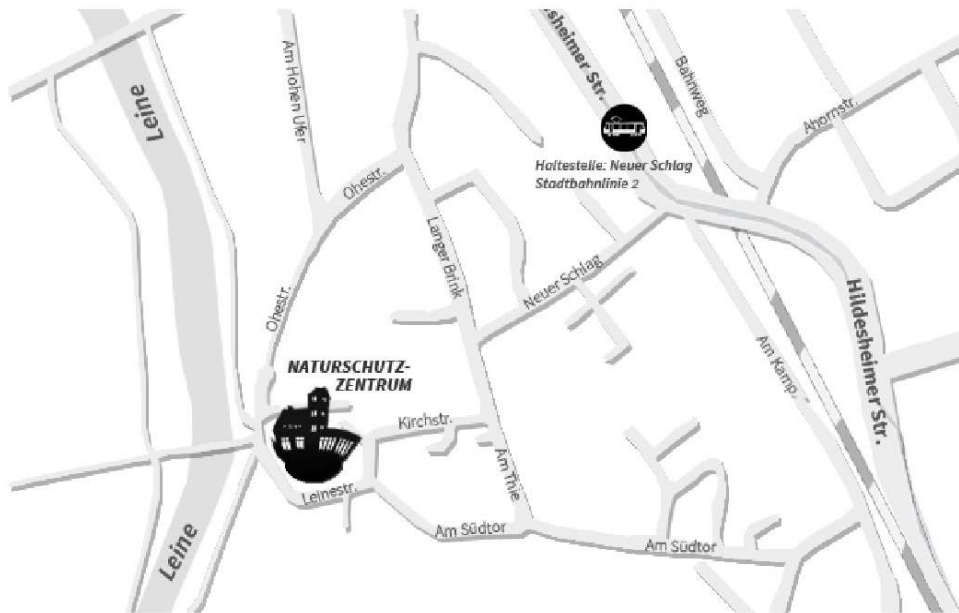 Leine
Am Hohen Ufer
Ohestr.
Ohestr.
Langer Brink
esheimer Str.
Bahnweg
Ahornstr.
Haltestelle: Neuer Schlag
Stadtbahnlinie 2
Neuer Schlag
Hildesheimer Str.
Am Kamp
NATURSCHUTZ-
ZENTRUM
Kirchstr.
Am Thie
Leinestr.
Am Südtor
Am Südtor
Leine